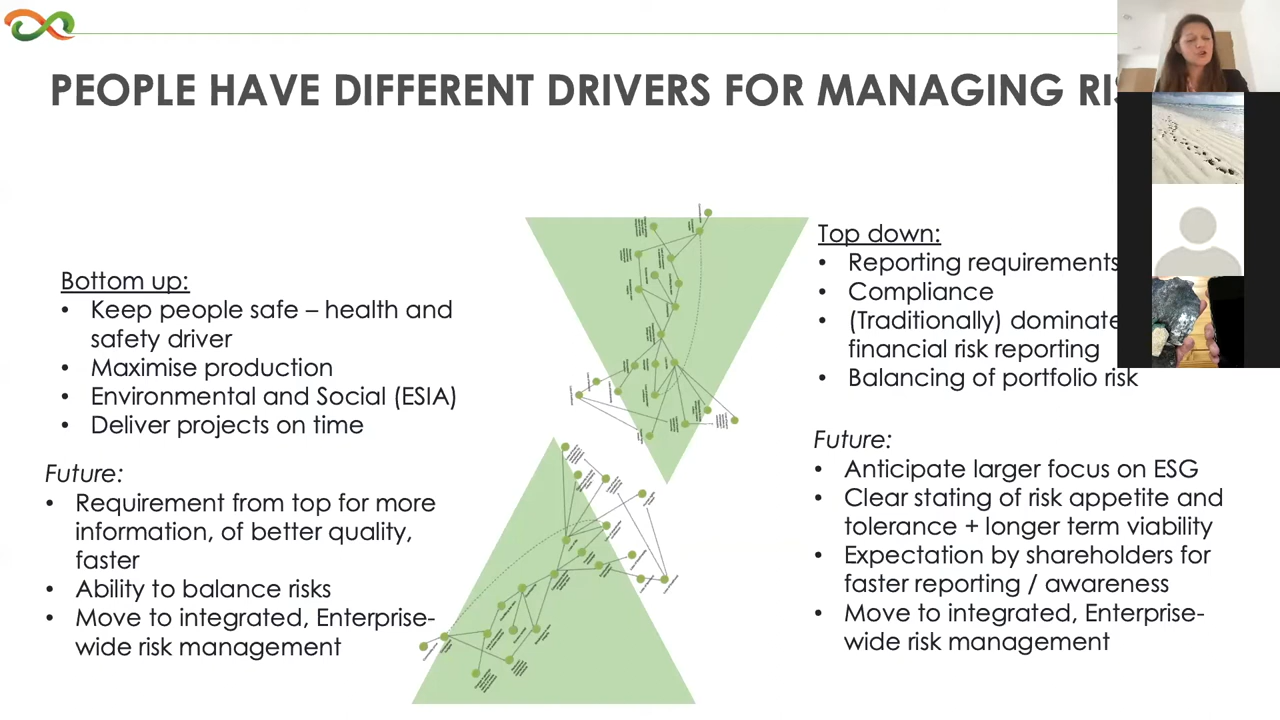 PEOPLE HAVE DIFFERENT DRIVERS FOR MANAGING
Bottom up:
• Keep people safe – health and
safety driver
• Maximise production
• Environmental and Social (ESIA)
• Deliver projects on time
Future:
• Requirement from top for more
information, of better quality,
faster
• Ability to balance risks
• Move to integrated, Enterprise-
wide risk management
Top down:
• Reporting requirements
• Compliance
• (Traditionally) dominate
financial risk reporting
• Balancing of portfolio risk
Future:
• Anticipate larger focus on ESG
• Clear stating of risk appetite and
tolerance + longer term viability
• Expectation by shareholders for
faster reporting / awareness
• Move to integrated, Enterprise-
wide risk management